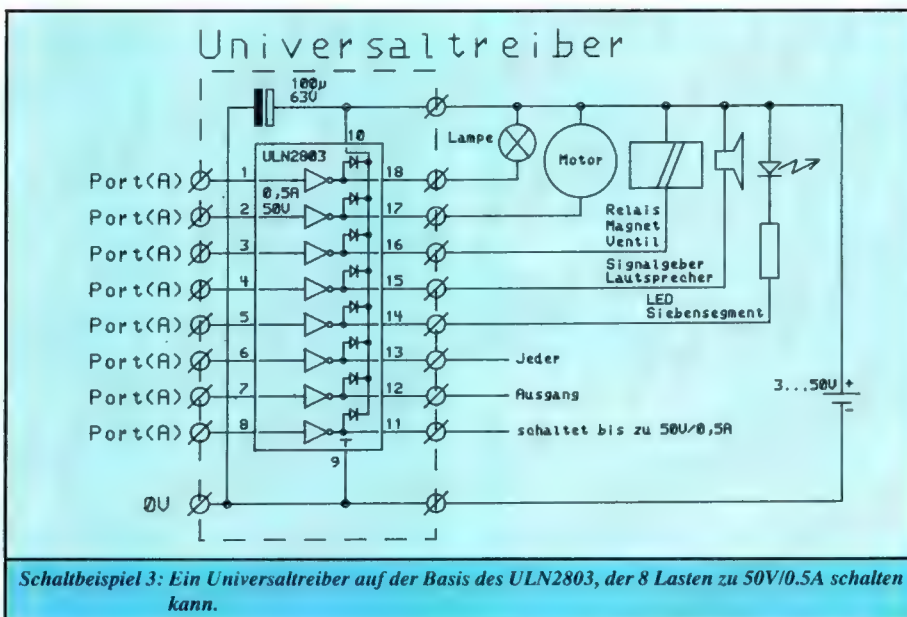 Universaltreiber
100µ
63V
10
ULN2803
0,5A
50V
Port(A) 1 18
Port(A) 2 17
Port(A) 3 16
Port(A) 4 15
Port(A) 5 14
Port(A) 6 13
Port(A) 7 12
Port(A) 8 11
9
0V
Lampe
Motor
Relais
Magnet
Ventil
Signalgeber
Lautsprecher
LED
Siebensegment
Jeder
Ausgang
schaltet bis zu 50V/0,5A
3...50V +
-
Schaltbeispiel 3: Ein Universaltreiber auf der Basis des ULN2803, der 8 Lasten zu 50V/0.5A schalten
kann.